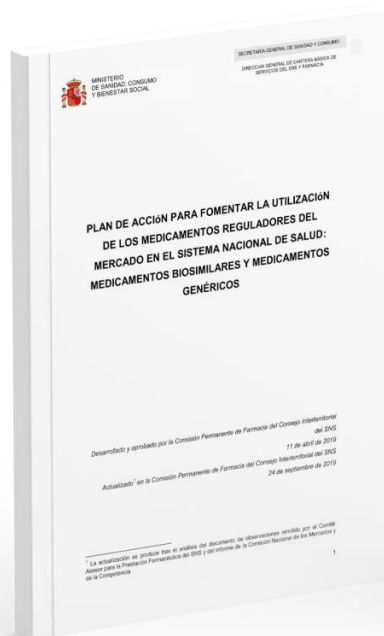 MINISTERIO
DE SANIDAD, CONSUMO
Y BIENESTAR SOCIAL
SECRETARÍA GENERAL DE SANIDAD Y CONSUMO
DIRECCIÓN GENERAL DE CARTERA BÁSICA DE
SERVICIOS DEL SNS Y FARMACIA
PLAN DE ACCIóN PARA FOMENTAR LA UTILIZACIóN
DE LOS MEDICAMENTOS REGULADORES DEL
MERCADO EN EL SISTEMA NACIONAL DE SALUD:
MEDICAMENTOS BIOSIMILARES Y MEDICAMENTOS
GENÉRICOS
Desarrollado y aprobado por la Comisión Permanente de Farmacia del Consejo Interterritorial
del SNS
11 de abril de 2019
Actualizado¹ en la Comisión Permanente de Farmacia del Consejo Interterritorial del SNS
24 de septiembre de 2019
¹ La actualización se produce tras el análisis del documento de observaciones remitido por el Comité
Asesor para la Prestación Farmacéutica del SNS y del informe de la Comisión Nacional de los Mercados y
de la Competencia
1